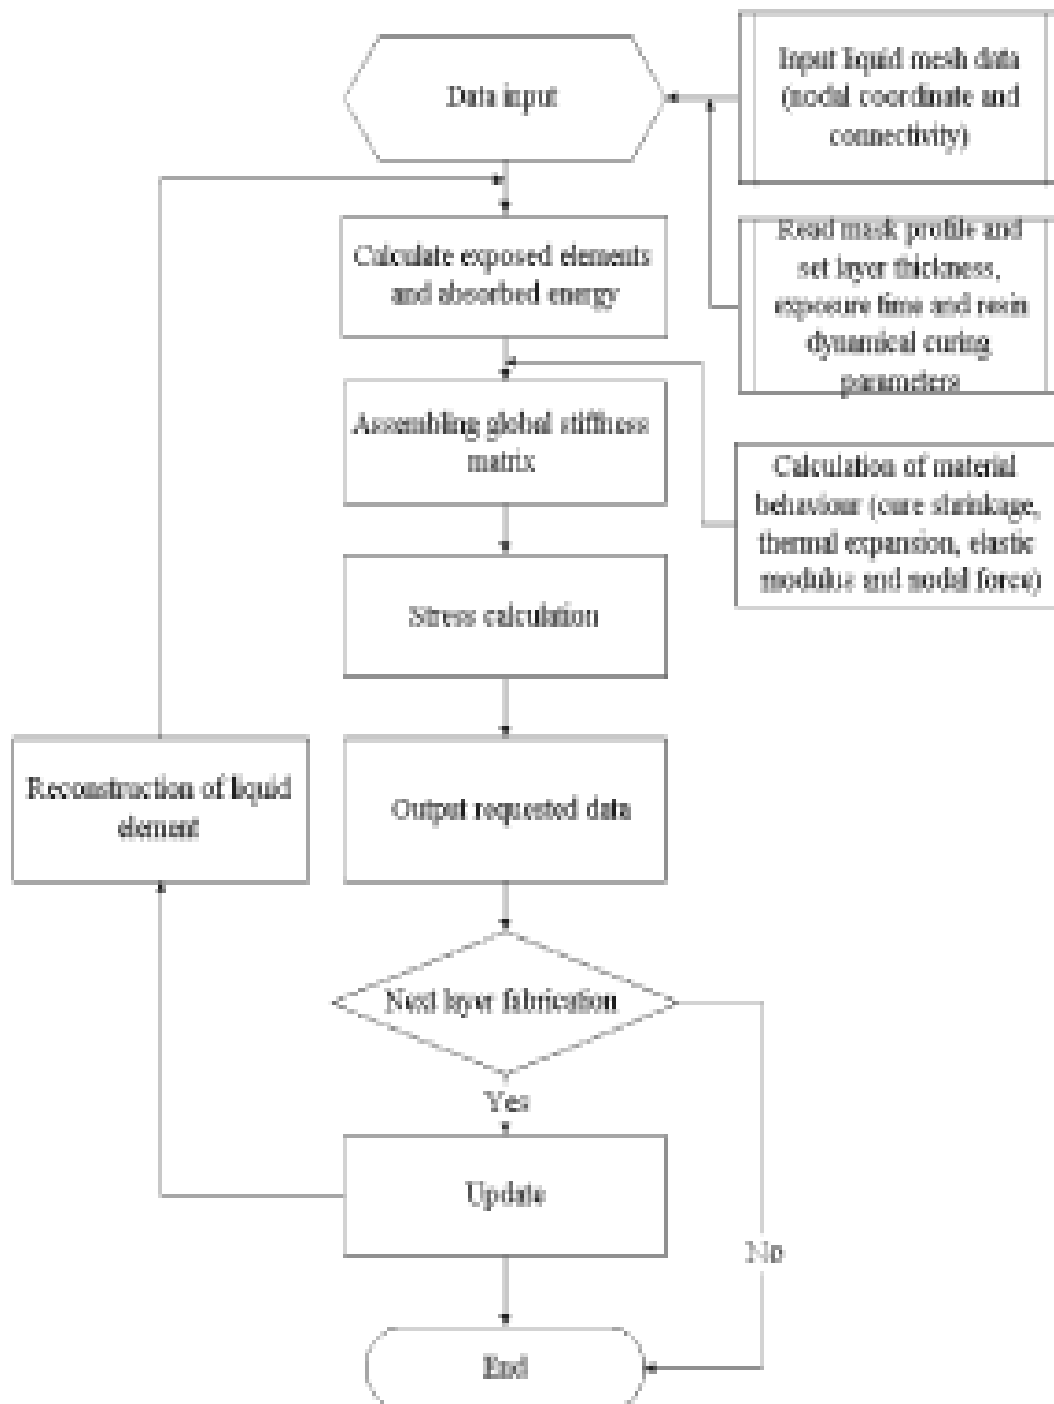 Data input
Input liquid mesh data
(nodal coordinate and
connectivity)
Calculate exposed elements
and absorbed energy
Read mask profile and
set layer thickness,
exposure time and resin
dynamical curing
parameters
Assembling global stiffness
matrix
Calculation of material
behaviour (cure shrinkage,
thermal expansion, elastic
modulus and nodal force)
Stress calculation
Reconstruction of liquid
element
Output requested data
Next layer fabrication
Yes
Update
No
End